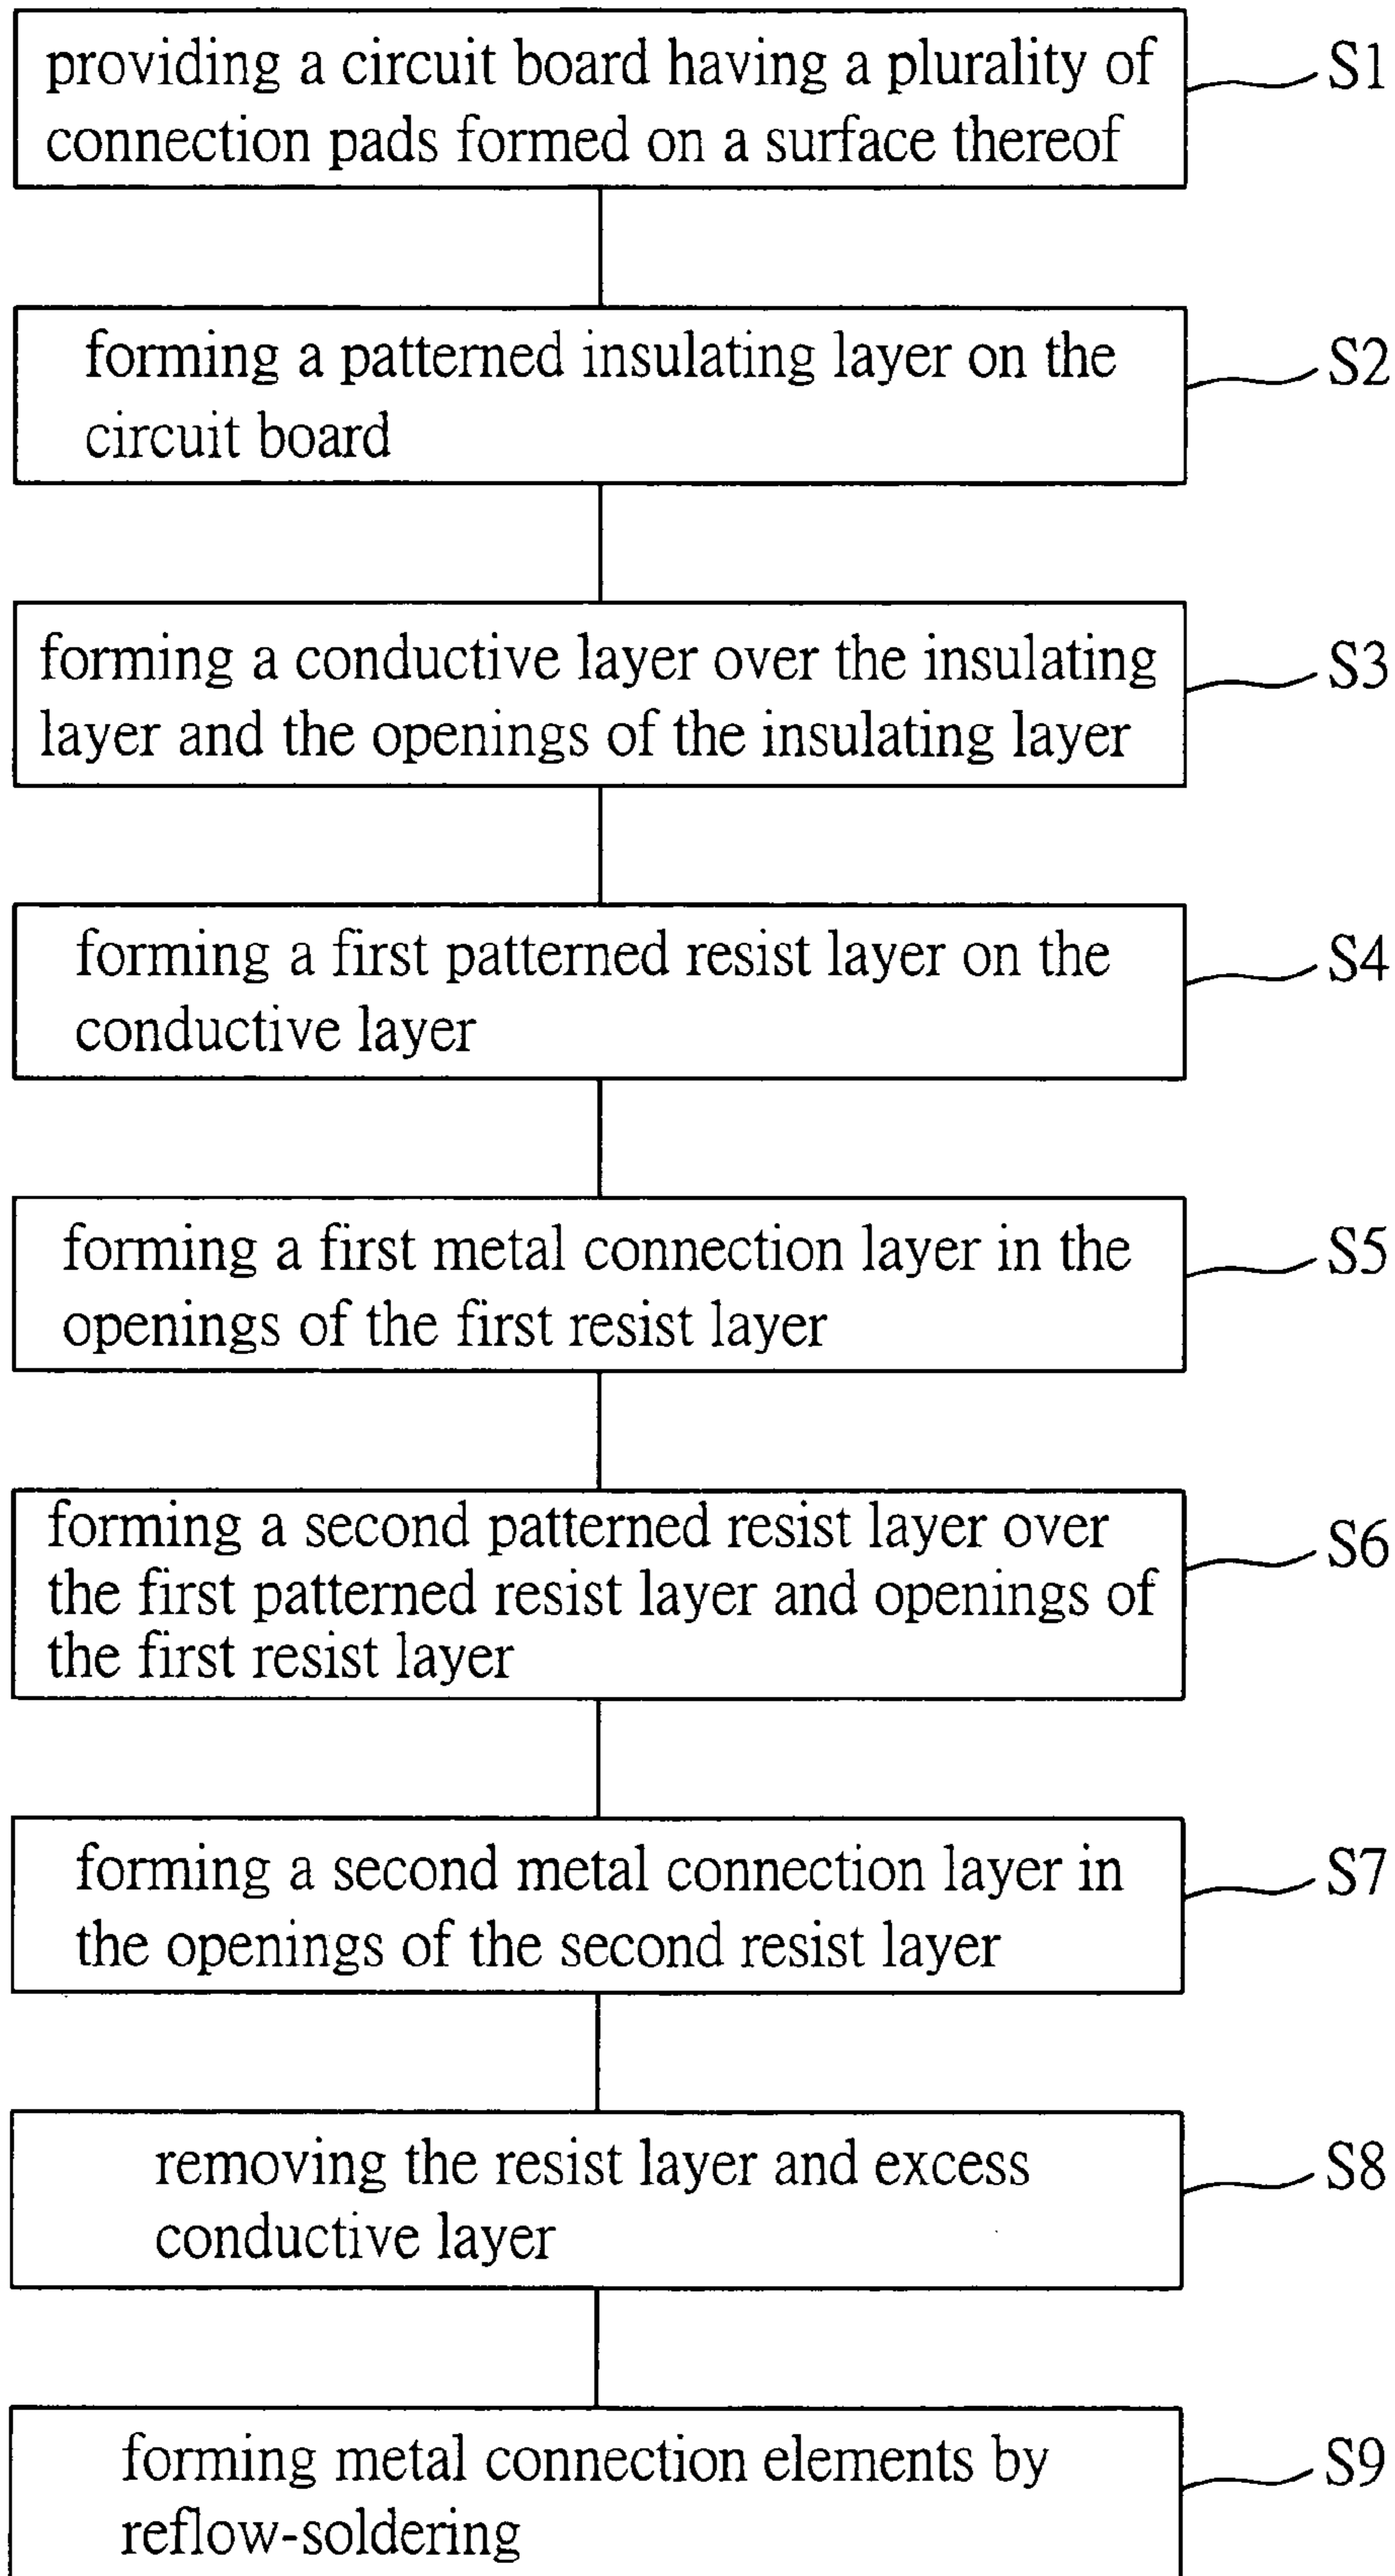 providing a circuit board having a plurality of
connection pads formed on a surface thereof
S1
forming a patterned insulating layer on the
circuit board
S2
forming a conductive layer over the insulating
layer and the openings of the insulating layer
S3
forming a first patterned resist layer on the
conductive layer
S4
forming a first metal connection layer in the
openings of the first resist layer
S5
forming a second patterned resist layer over
the first patterned resist layer and openings of
the first resist layer
S6
forming a second metal connection layer in
the openings of the second resist layer
S7
removing the resist layer and excess
conductive layer
S8
forming metal connection elements by
reflow-soldering
S9